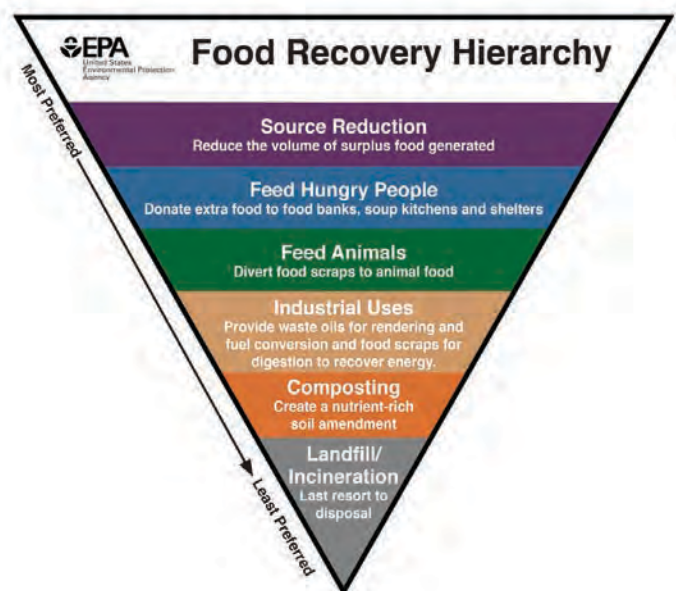 EPA
United States
Environmental Protection
Agency
Food Recovery Hierarchy
Most Preferred
Source Reduction
Reduce the volume of surplus food generated
Feed Hungry People
Donate extra food to food banks, soup kitchens and shelters
Feed Animals
Divert food scraps to animal food
Industrial Uses
Provide waste oils for rendering and
fuel conversion and food scraps for
digestion to recover energy.
Composting
Create a nutrient-rich
soil amendment
Landfill/
Incineration
Last resort to
disposal
Least Preferred